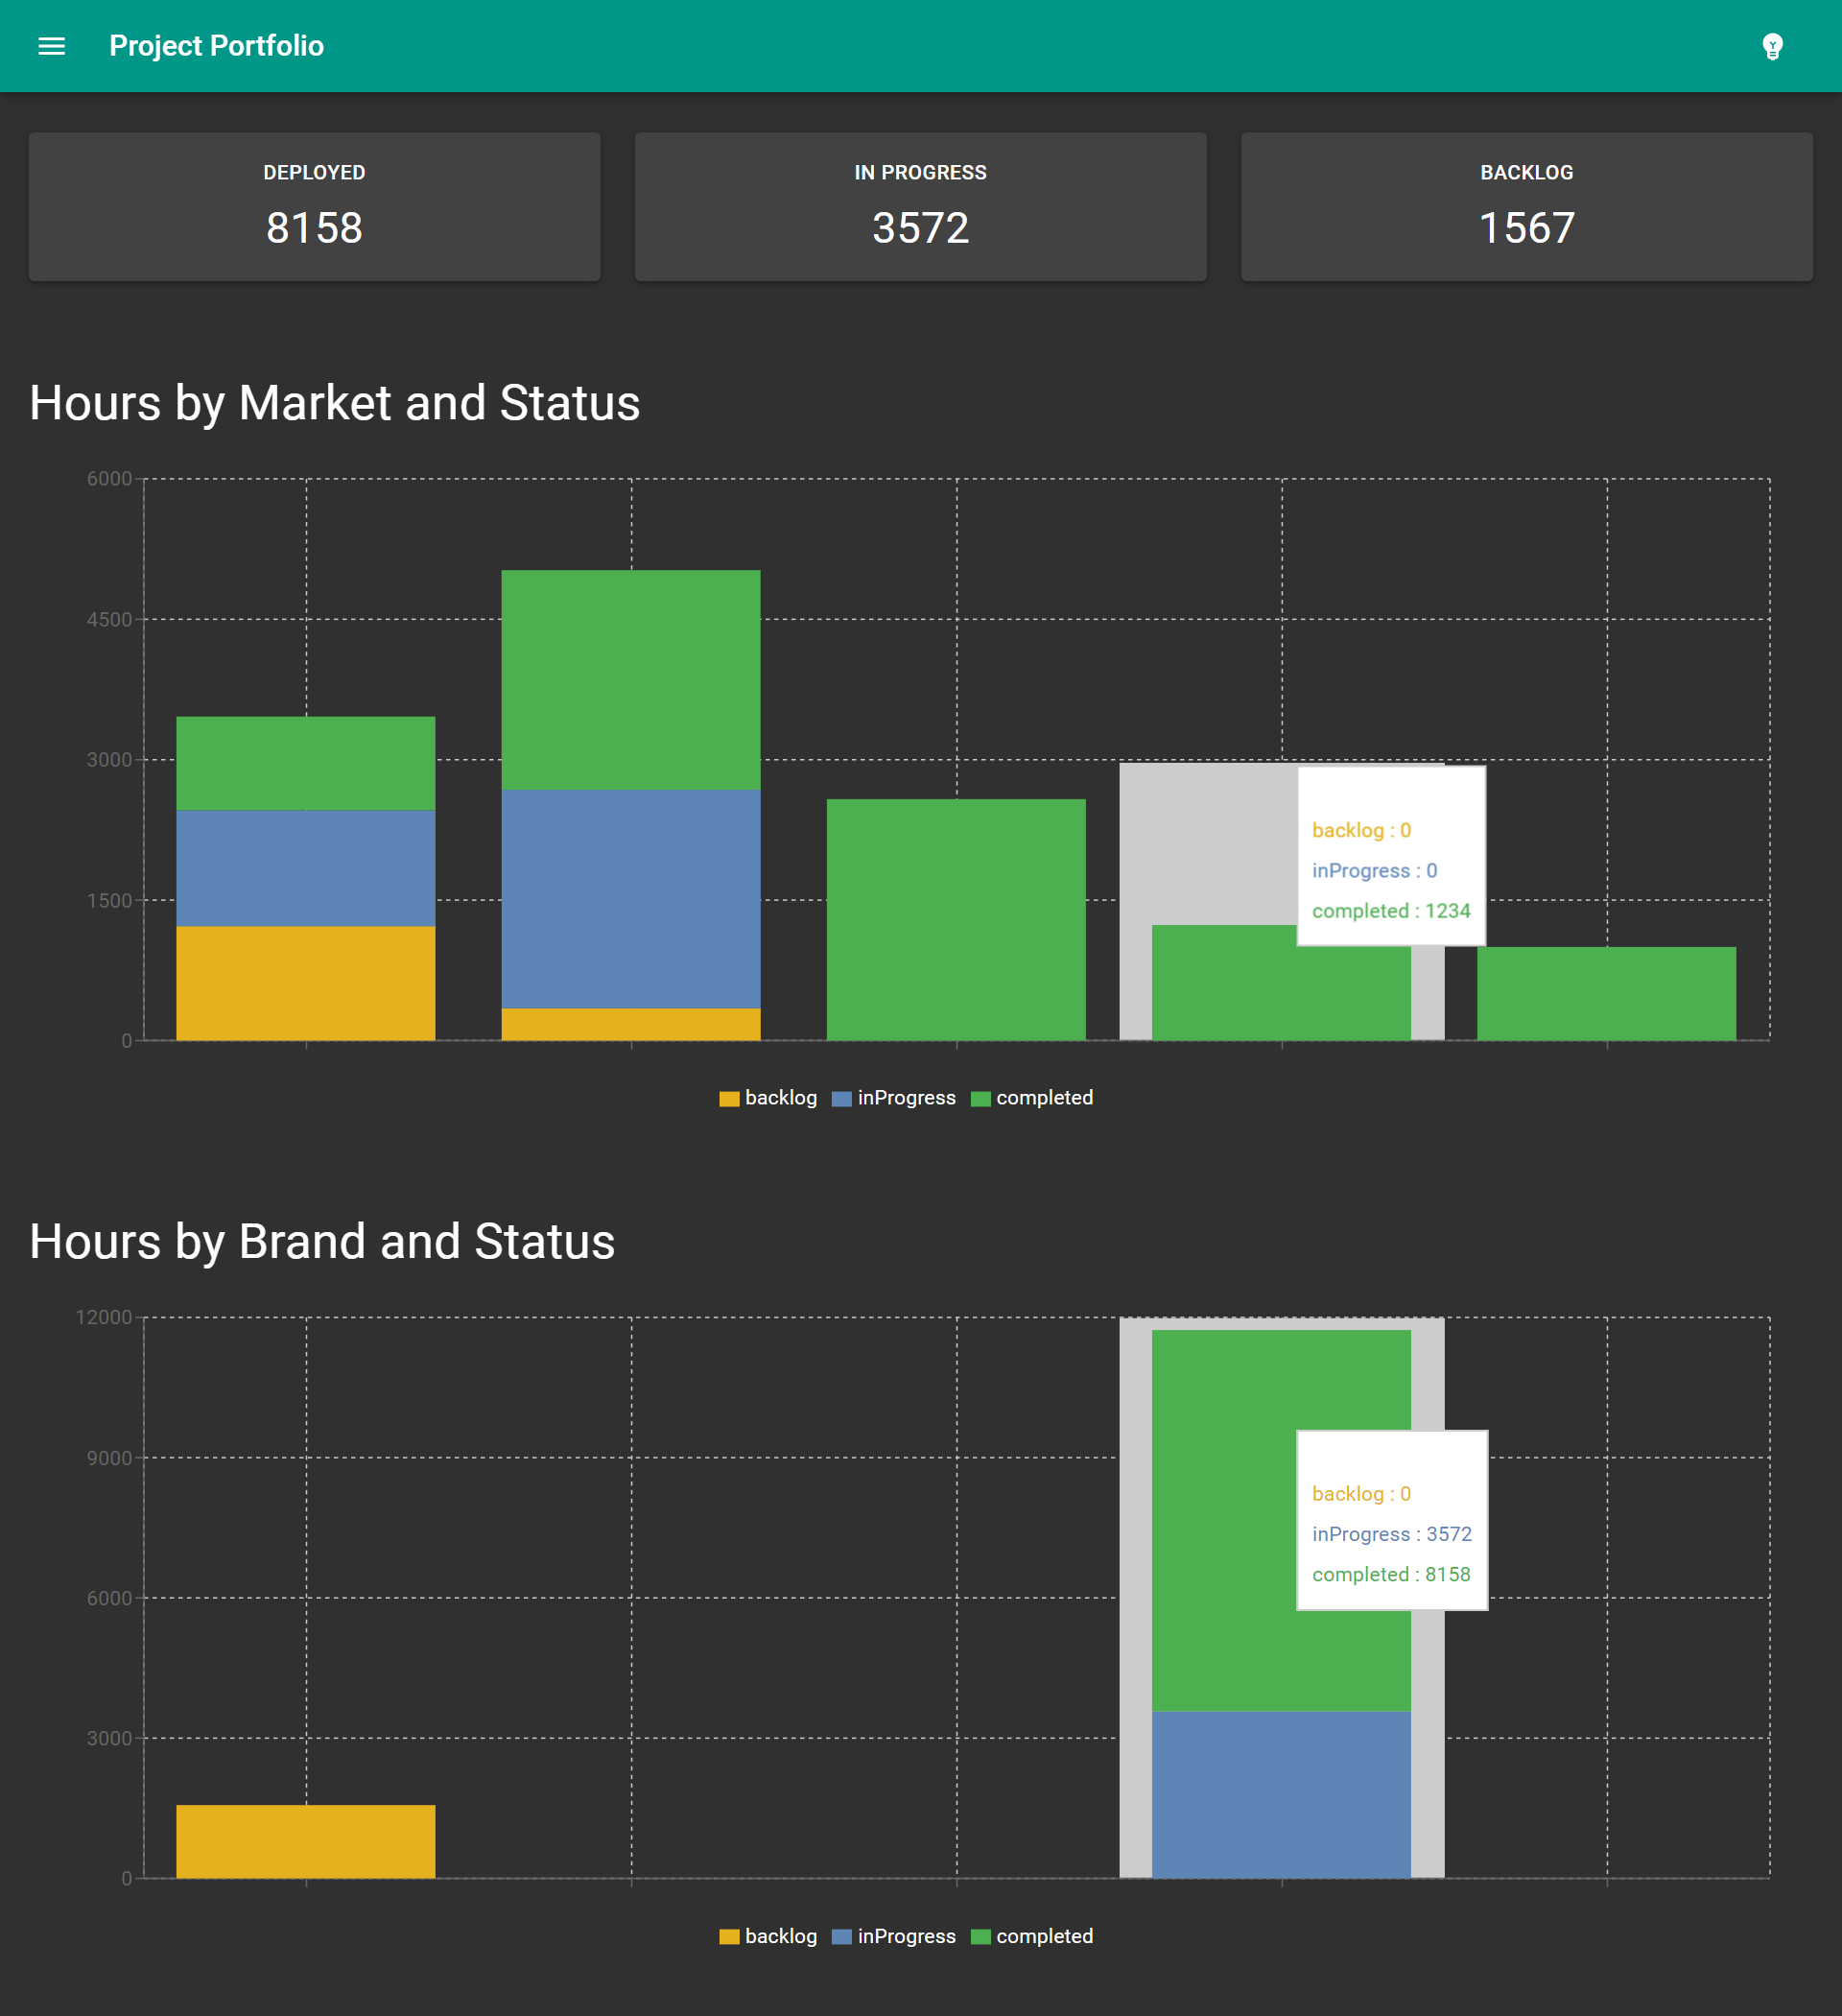 Project Portfolio
DEPLOYED
8158
IN PROGRESS
3572
BACKLOG
1567
Hours by Market and Status
6000
4500
3000
1500
0
backlog : 0
inProgress : 0
completed : 1234
backlog inProgress completed
Hours by Brand and Status
12000
9000
6000
3000
0
backlog : 0
inProgress : 3572
completed : 8158
backlog inProgress completed